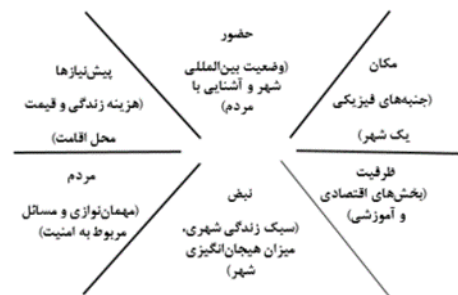 حضور
(وضعیت بین‌المللی
شهر و آشنایی با
مردم)
مکان
(جنبه‌های فیزیکی
یک شهر)
ظرفیت
(بخش‌های اقتصادی
و آموزشی)
نبض
(سبک زندگی شهری،
میزان هیجان‌انگیزی
شهر)
مردم
(مهمان‌نوازی و مسائل
مربوط به امنیت)
پیش‌نیازها
(هزینه زندگی و قیمت
محل اقامت)